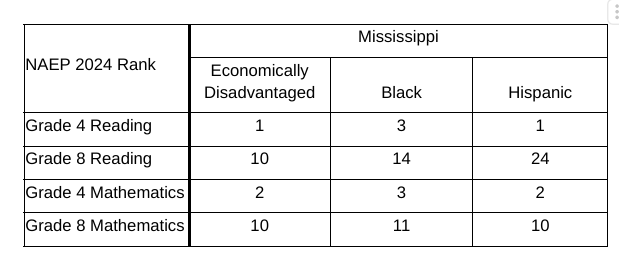 Mississippi
NAEP 2024 Rank
Economically
Disadvantaged
Black
Hispanic
Grade 4 Reading 1 3 1
Grade 8 Reading 10 14 24
Grade 4 Mathematics 2 3 2
Grade 8 Mathematics 10 11 10